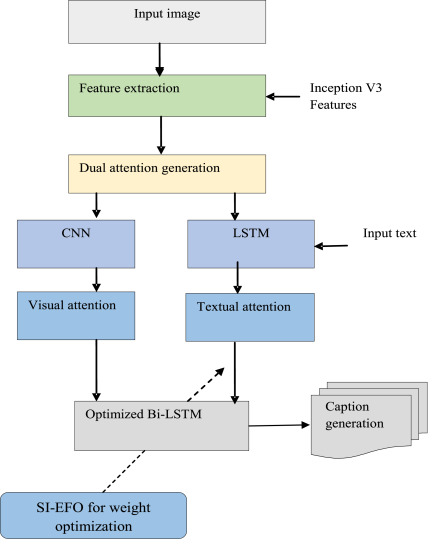 Input image
Feature extraction
Inception V3
Features
Dual attention generation
CNN
LSTM
Input text
Visual attention
Textual attention
Optimized Bi-LSTM
Caption
generation
SI-EFO for weight
optimization